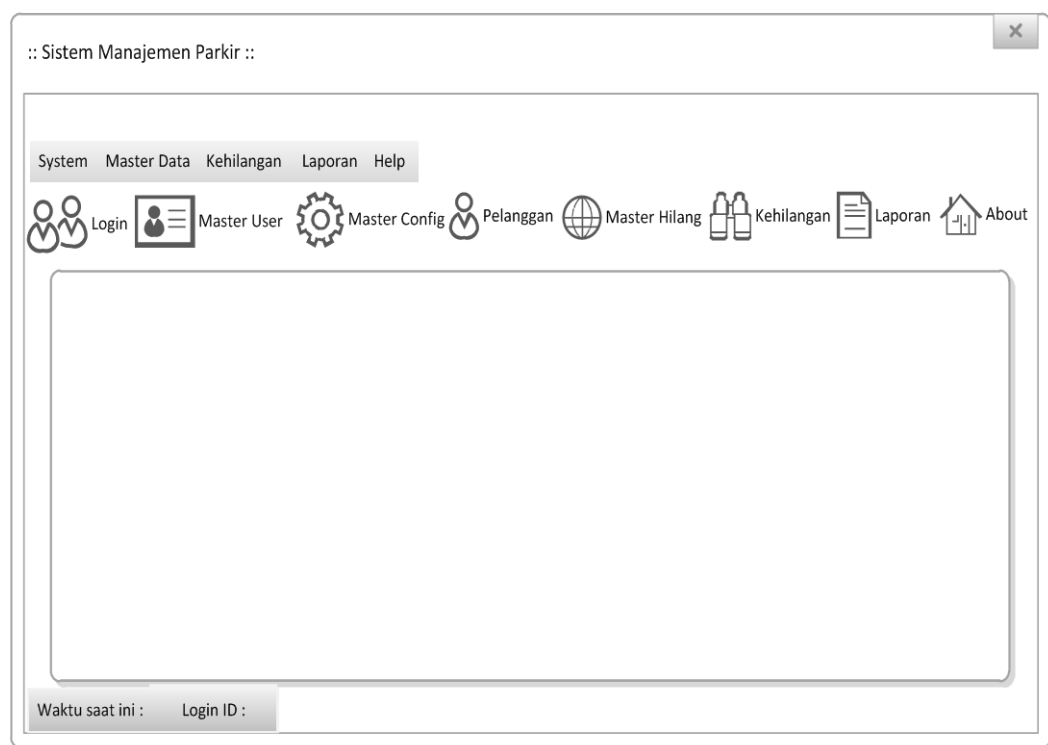 :: Sistem Manajemen Parkir ::
System Master Data Kehilangan Laporan Help
Login Master User Master Config Pelanggan Master Hilang Kehilangan Laporan About
Waktu saat ini : Login ID :